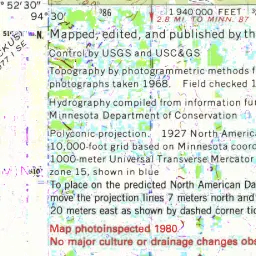 ° 52'30"
94° 30'
³86
1 940 000 FEET
2.8 MI. TO MINN. 87
Mapped, edited, and published by th
Control by USGS and USC&GS
Topography by photogrammetric methods f
photographs taken 1968. Field checked 1
Hydrography compiled from information fur
Minnesota Department of Conservation
Polyconic projection. 1927 North America
10,000-foot grid based on Minnesota coord
1000-meter Universal Transverse Mercator
zone 15, shown in blue
To place on the predicted North American Da
move the projection lines 7 meters north and
20 meters east as shown by dashed corner tic
Map photoinspected 1980
No major culture or drainage changes obs